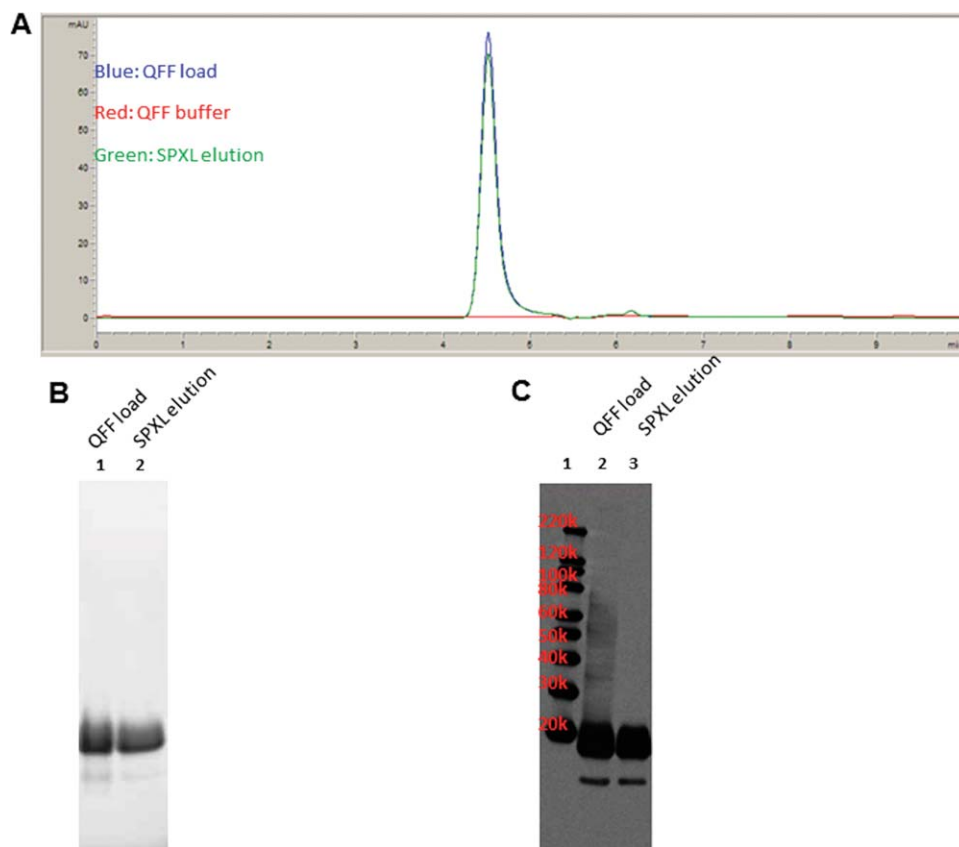 A
mAU
70
60
50
40
30
20
10
0
Blue: QFF load
Red: QFF buffer
Green: SPXL elution
0 1 2 3 4 5 6 7 8 9
B
QFF load
SPXL elution
1 2
C
QFF load
SPXL elution
1 2 3
220k
120k
100k
80k
60k
50k
40k
30k
20k